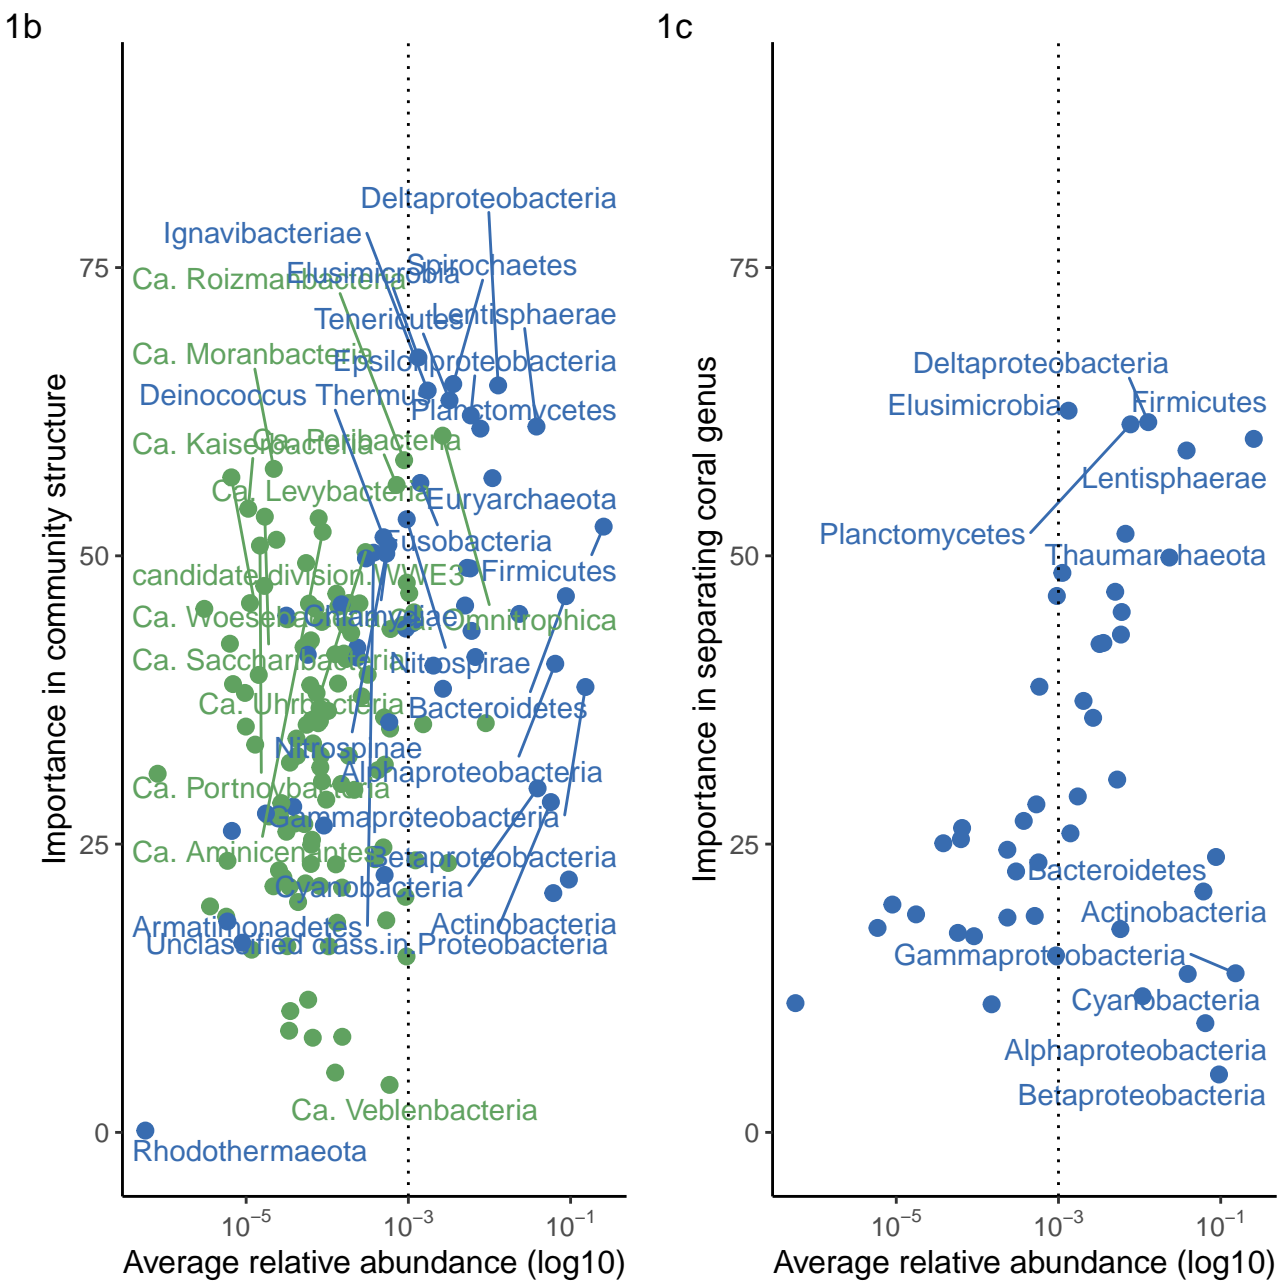 1b
Importance in community structure
75
50
25
0
Deltaproteobacteria
Ignavibacteriae
Spirochaetes
Elusimicrobia
Ca. Roizmanbacteria
Lentisphaerae
Tenericutes
Ca. Moranbacteria
Epsilonproteobacteria
Deinococcus Thermus
Planctomycetes
Ca. Poribacteria
Ca. Kaiserbacteria
Ca. Levybacteria
Euryarchaeota
Fusobacteria
Firmicutes
candidate.division.WWE3
Ca. Woesebacteria
Chlamydiae
Ca. Omnitrophica
Ca. Saccharibacteria
Nitrospirae
Ca. Uhrbacteria
Bacteroidetes
Nitrospinae
Alphaproteobacteria
Ca. Portnoybacteria
Gammaproteobacteria
Ca. Aminicenantes
Betaproteobacteria
Cyanobacteria
Armatimonadetes
Actinobacteria
Unclassified class.in Proteobacteria
Ca. Veblenbacteria
Rhodothermaeota
10−5
10−3
10−1
Average relative abundance (log10)
1c
Importance in separating coral genus
75
50
25
0
Deltaproteobacteria
Elusimicrobia
Firmicutes
Lentisphaerae
Planctomycetes
Thaumarchaeota
Bacteroidetes
Actinobacteria
Gammaproteobacteria
Cyanobacteria
Alphaproteobacteria
Betaproteobacteria
10−5
10−3
10−1
Average relative abundance (log10)